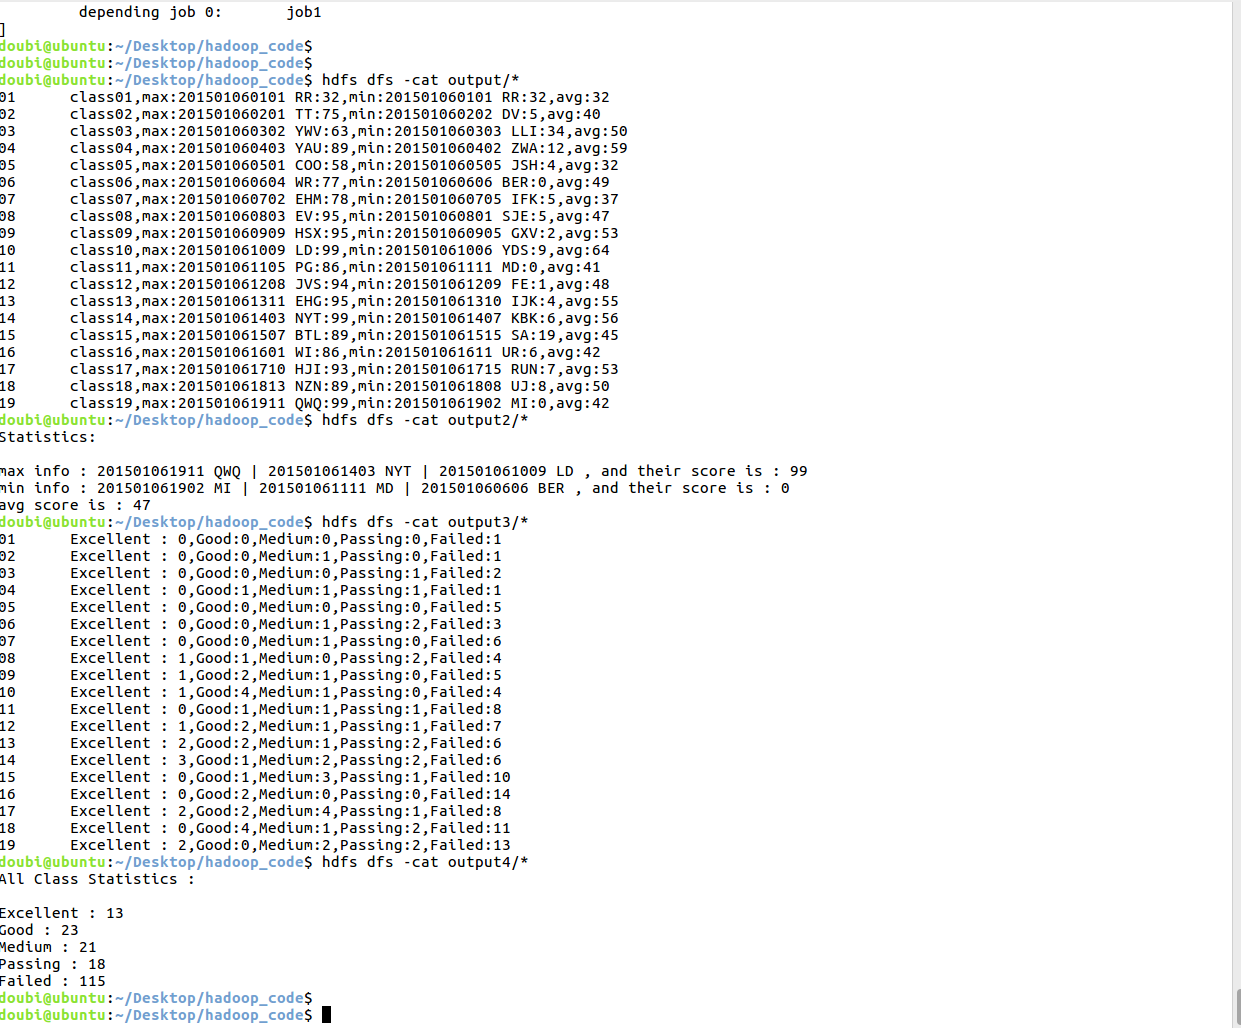 depending job 0:	job1
]
doubi@ubuntu:~/Desktop/hadoop_code$
doubi@ubuntu:~/Desktop/hadoop_code$
doubi@ubuntu:~/Desktop/hadoop_code$ hdfs dfs -cat output/*
01	class01,max:201501060101 RR:32,min:201501060101 RR:32,avg:32
02	class02,max:201501060201 TT:75,min:201501060202 DV:5,avg:40
03	class03,max:201501060302 YWV:63,min:201501060303 LLI:34,avg:50
04	class04,max:201501060403 YAU:89,min:201501060402 ZWA:12,avg:59
05	class05,max:201501060501 COO:58,min:201501060505 JSH:4,avg:32
06	class06,max:201501060604 WR:77,min:201501060606 BER:0,avg:49
07	class07,max:201501060702 EHM:78,min:201501060705 IFK:5,avg:37
08	class08,max:201501060803 EV:95,min:201501060801 SJE:5,avg:47
09	class09,max:201501060909 HSX:95,min:201501060905 GXV:2,avg:53
10	class10,max:201501061009 LD:99,min:201501061006 YDS:9,avg:64
11	class11,max:201501061105 PG:86,min:201501061111 MD:0,avg:41
12	class12,max:201501061208 JVS:94,min:201501061209 FE:1,avg:48
13	class13,max:201501061311 EHG:95,min:201501061310 IJK:4,avg:55
14	class14,max:201501061403 NYT:99,min:201501061407 KBK:6,avg:56
15	class15,max:201501061507 BTL:89,min:201501061515 SA:19,avg:45
16	class16,max:201501061601 WI:86,min:201501061611 UR:6,avg:42
17	class17,max:201501061710 HJI:93,min:201501061715 RUN:7,avg:53
18	class18,max:201501061813 NZN:89,min:201501061808 UJ:8,avg:50
19	class19,max:201501061911 QWQ:99,min:201501061902 MI:0,avg:42
doubi@ubuntu:~/Desktop/hadoop_code$ hdfs dfs -cat output2/*
Statistics:
max info : 201501061911 QWQ | 201501061403 NYT | 201501061009 LD , and their score is : 99
min info : 201501061902 MI | 201501061111 MD | 201501060606 BER , and their score is : 0
avg score is : 47
doubi@ubuntu:~/Desktop/hadoop_code$ hdfs dfs -cat output3/*
01	Excellent : 0,Good:0,Medium:0,Passing:0,Failed:1
02	Excellent : 0,Good:0,Medium:1,Passing:0,Failed:1
03	Excellent : 0,Good:0,Medium:0,Passing:1,Failed:2
04	Excellent : 0,Good:1,Medium:1,Passing:1,Failed:1
05	Excellent : 0,Good:0,Medium:0,Passing:0,Failed:5
06	Excellent : 0,Good:0,Medium:1,Passing:2,Failed:3
07	Excellent : 0,Good:0,Medium:1,Passing:0,Failed:6
08	Excellent : 1,Good:1,Medium:0,Passing:2,Failed:4
09	Excellent : 1,Good:2,Medium:1,Passing:0,Failed:5
10	Excellent : 1,Good:4,Medium:1,Passing:0,Failed:4
11	Excellent : 0,Good:1,Medium:1,Passing:1,Failed:8
12	Excellent : 1,Good:2,Medium:1,Passing:1,Failed:7
13	Excellent : 2,Good:2,Medium:1,Passing:2,Failed:6
14	Excellent : 3,Good:1,Medium:2,Passing:2,Failed:6
15	Excellent : 0,Good:1,Medium:3,Passing:1,Failed:10
16	Excellent : 0,Good:2,Medium:0,Passing:0,Failed:14
17	Excellent : 2,Good:2,Medium:4,Passing:1,Failed:8
18	Excellent : 0,Good:4,Medium:1,Passing:2,Failed:11
19	Excellent : 2,Good:0,Medium:2,Passing:2,Failed:13
doubi@ubuntu:~/Desktop/hadoop_code$ hdfs dfs -cat output4/*
All Class Statistics :
Excellent : 13
Good : 23
Medium : 21
Passing : 18
Failed : 115
doubi@ubuntu:~/Desktop/hadoop_code$
doubi@ubuntu:~/Desktop/hadoop_code$